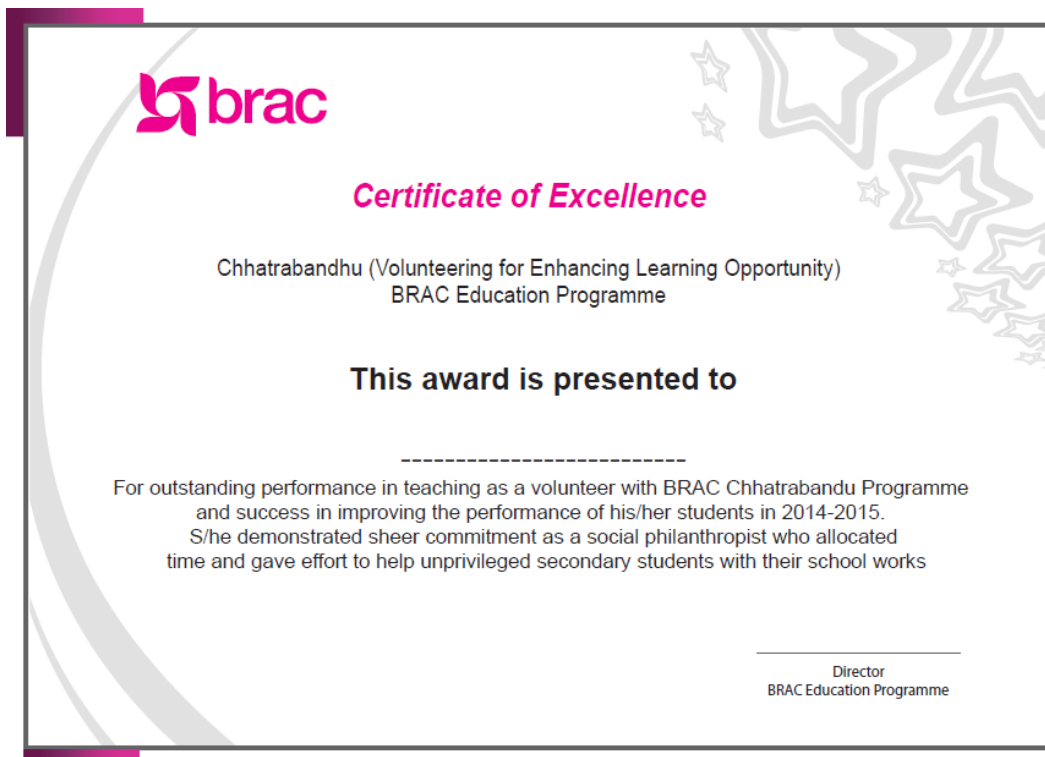 brac
Certificate of Excellence
Chhatrabandhu (Volunteering for Enhancing Learning Opportunity)
BRAC Education Programme
This award is presented to
--------------------------
For outstanding performance in teaching as a volunteer with BRAC Chhatrabandu Programme
and success in improving the performance of his/her students in 2014-2015.
S/he demonstrated sheer commitment as a social philanthropist who allocated
time and gave effort to help unprivileged secondary students with their school works
Director
BRAC Education Programme